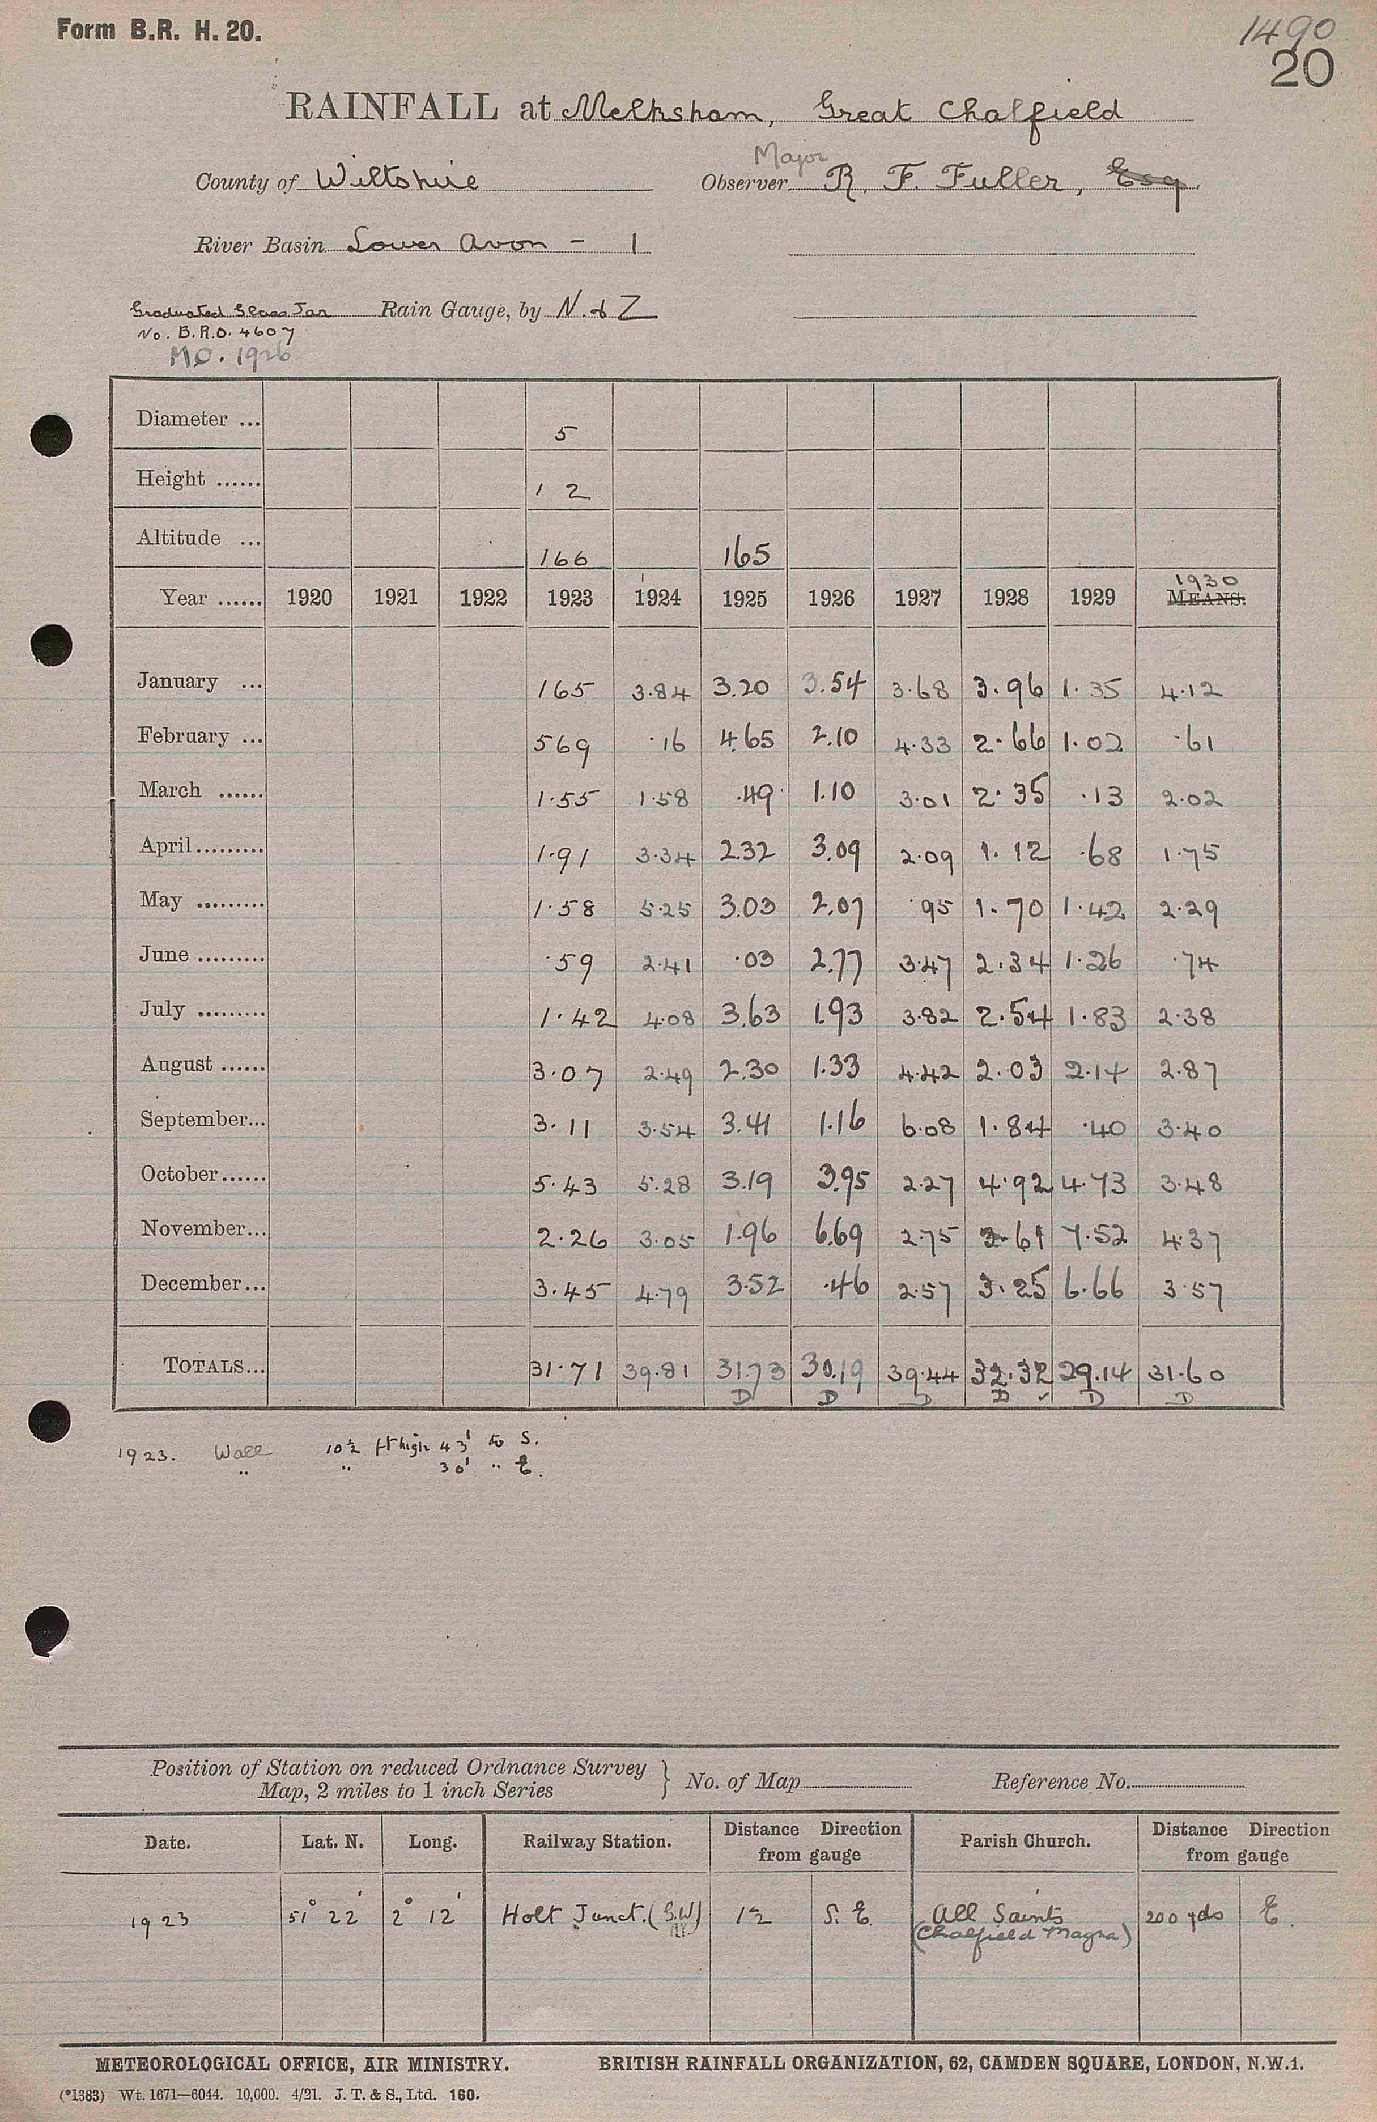 Form B.R. H. 20.
1490
20
RAINFALL at Melksham, Great Chalfield
County of Wiltshire Observer Major R. F. Fuller, Esq
River Basin Lower Avon - 1
Graduated Glass Jar Rain Gauge, by N. & Z
No. B.R.O. 4607
M.O. 1926
Diameter ... 5
Height ...... 12
Altitude ... 166 165
Year ...... 1920 1921 1922 1923 1924 1925 1926 1927 1928 1929 1930 MEANS.
January ... 165 3.84 3.20 3.54 3.68 3.96 1.35 4.12
February ... 569 .16 4.65 2.10 4.33 2.66 1.02 .61
March ...... 1.55 1.58 .49 1.10 3.01 2.35 .13 2.02
April......... 1.91 3.34 2.32 3.09 2.09 1.12 .68 1.75
May ......... 1.58 5.25 3.03 2.07 .95 1.70 1.42 2.29
June ......... .59 2.41 .03 2.77 3.47 2.34 1.26 .74
July ......... 1.42 4.08 3.63 1.93 3.82 2.54 1.83 2.38
August ...... 3.07 2.49 2.30 1.33 4.42 2.03 2.14 2.87
September... 3.11 3.54 3.41 1.16 6.08 1.84 .40 3.40
October...... 5.43 5.28 3.19 3.95 2.27 4.92 4.73 3.48
November... 2.26 3.05 1.96 6.69 2.75 3.61 7.52 4.37
December... 3.45 4.79 3.52 .46 2.57 3.25 6.66 3.57
TOTALS... 31.71 39.81 31.73 30.19 39.44 32.32 29.14 31.60
D D D D ✓ D D
1923. Wall 10½ ft high 43' to S.
" " 30' " E.
Position of Station on reduced Ordnance Survey
Map, 2 miles to 1 inch Series } No. of Map Reference No.
Date. Lat. N. Long. Railway Station. Distance Direction from gauge Parish Church. Distance Direction from gauge
1923 51° 22' 2° 12' Holt Junct. (G.W. Rly) 1½ S. E. All Saints 200 yds E.
(Chalfield Magna)
METEOROLOGICAL OFFICE, AIR MINISTRY. BRITISH RAINFALL ORGANIZATION, 62, CAMDEN SQUARE, LONDON, N.W.1.
(*1383) Wt. 1671—6044. 10,000. 4/21. J. T. & S., Ltd. 160.